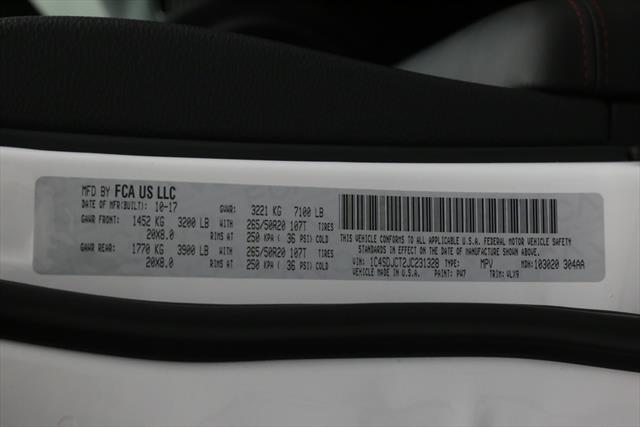 MFD BY FCA US LLC
DATE OF MFR(BUILT): 10-17 GVWR: 3221 KG 7100 LB
GAWR FRONT: 1452 KG 3200 LB WITH 265/50R20 107T TIRES
20X8.0 RIMS AT 250 KPA ( 36 PSI) COLD
GAWR REAR: 1770 KG 3900 LB WITH 265/50R20 107T TIRES
20X8.0 RIMS AT 250 KPA ( 36 PSI) COLD
THIS VEHICLE CONFORMS TO ALL APPLICABLE U.S.A. FEDERAL MOTOR VEHICLE SAFETY
STANDARDS IN EFFECT ON THE DATE OF MANUFACTURE SHOWN ABOVE.
VIN: 1C4SDJCT2JC231328 TYPE: MPV MDH: 103020 304AA
MADE IN U.S.A. PAINT: PW7 TRIM: VLX9